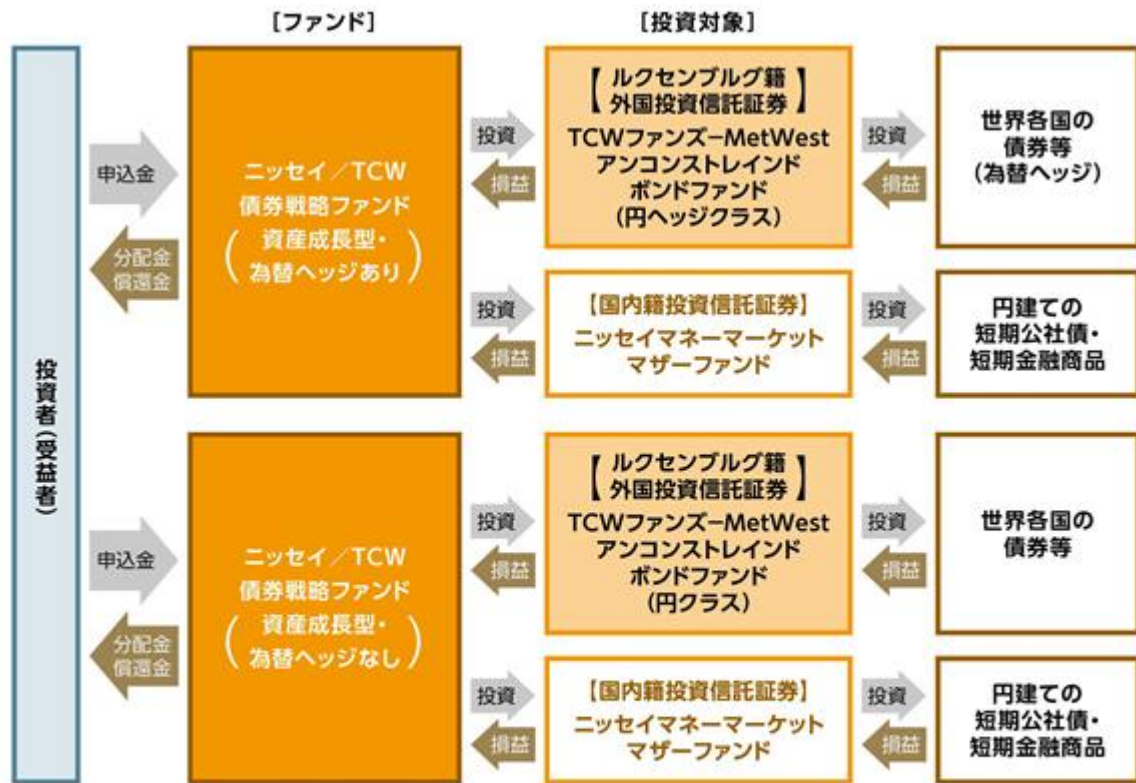 [ファンド]
[投資対象]
投資者(受益者)
申込金
分配金
償還金
ニッセイ／TCW
債券戦略ファンド
(資産成長型・
為替ヘッジあり)
投資
損益
【ルクセンブルグ籍
外国投資信託証券】
TCWファンズーMetWest
アンコンストレインド
ボンドファンド
(円ヘッジクラス)
投資
損益
世界各国の
債券等
(為替ヘッジ)
投資
損益
【国内籍投資信託証券】
ニッセイマネーマーケット
マザーファンド
投資
損益
円建ての
短期公社債・
短期金融商品
申込金
分配金
償還金
ニッセイ／TCW
債券戦略ファンド
(資産成長型・
為替ヘッジなし)
投資
損益
【ルクセンブルグ籍
外国投資信託証券】
TCWファンズーMetWest
アンコンストレインド
ボンドファンド
(円クラス)
投資
損益
世界各国の
債券等
投資
損益
【国内籍投資信託証券】
ニッセイマネーマーケット
マザーファンド
投資
損益
円建ての
短期公社債・
短期金融商品